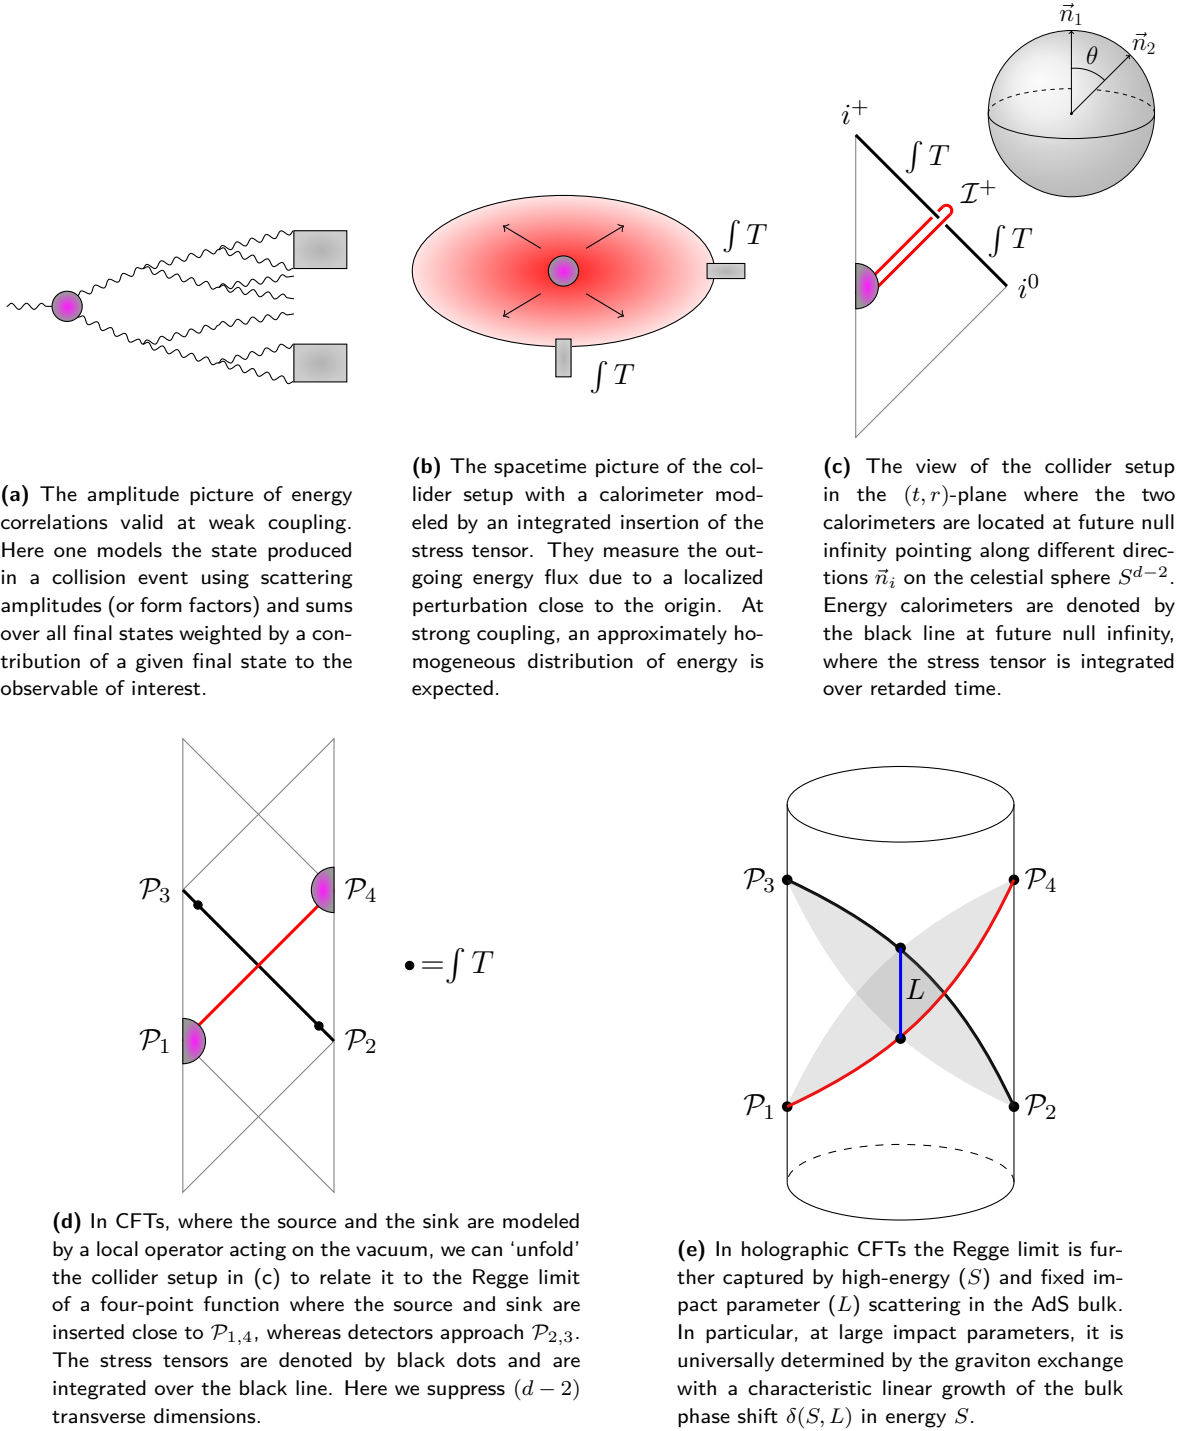 n⃗₁
n⃗₂
θ
i⁺
∫ T
ℐ⁺
∫ T
i⁰
∫ T
∫ T
(a) The amplitude picture of energy
correlations valid at weak coupling.
Here one models the state produced
in a collision event using scattering
amplitudes (or form factors) and sums
over all final states weighted by a con-
tribution of a given final state to the
observable of interest.
(b) The spacetime picture of the col-
lider setup with a calorimeter mod-
eled by an integrated insertion of the
stress tensor. They measure the out-
going energy flux due to a localized
perturbation close to the origin. At
strong coupling, an approximately ho-
mogeneous distribution of energy is
expected.
(c) The view of the collider setup
in the (t, r)-plane where the two
calorimeters are located at future null
infinity pointing along different direc-
tions n⃗ᵢ on the celestial sphere S^{d−2}.
Energy calorimeters are denoted by
the black line at future null infinity,
where the stress tensor is integrated
over retarded time.
𝒫₃
𝒫₄
• = ∫ T
𝒫₁
𝒫₂
𝒫₃
𝒫₄
L
𝒫₁
𝒫₂
(d) In CFTs, where the source and the sink are modeled
by a local operator acting on the vacuum, we can ‘unfold’
the collider setup in (c) to relate it to the Regge limit
of a four-point function where the source and sink are
inserted close to 𝒫₁,₄, whereas detectors approach 𝒫₂,₃.
The stress tensors are denoted by black dots and are
integrated over the black line. Here we suppress (d − 2)
transverse dimensions.
(e) In holographic CFTs the Regge limit is fur-
ther captured by high-energy (S) and fixed im-
pact parameter (L) scattering in the AdS bulk.
In particular, at large impact parameters, it is
universally determined by the graviton exchange
with a characteristic linear growth of the bulk
phase shift δ(S, L) in energy S.